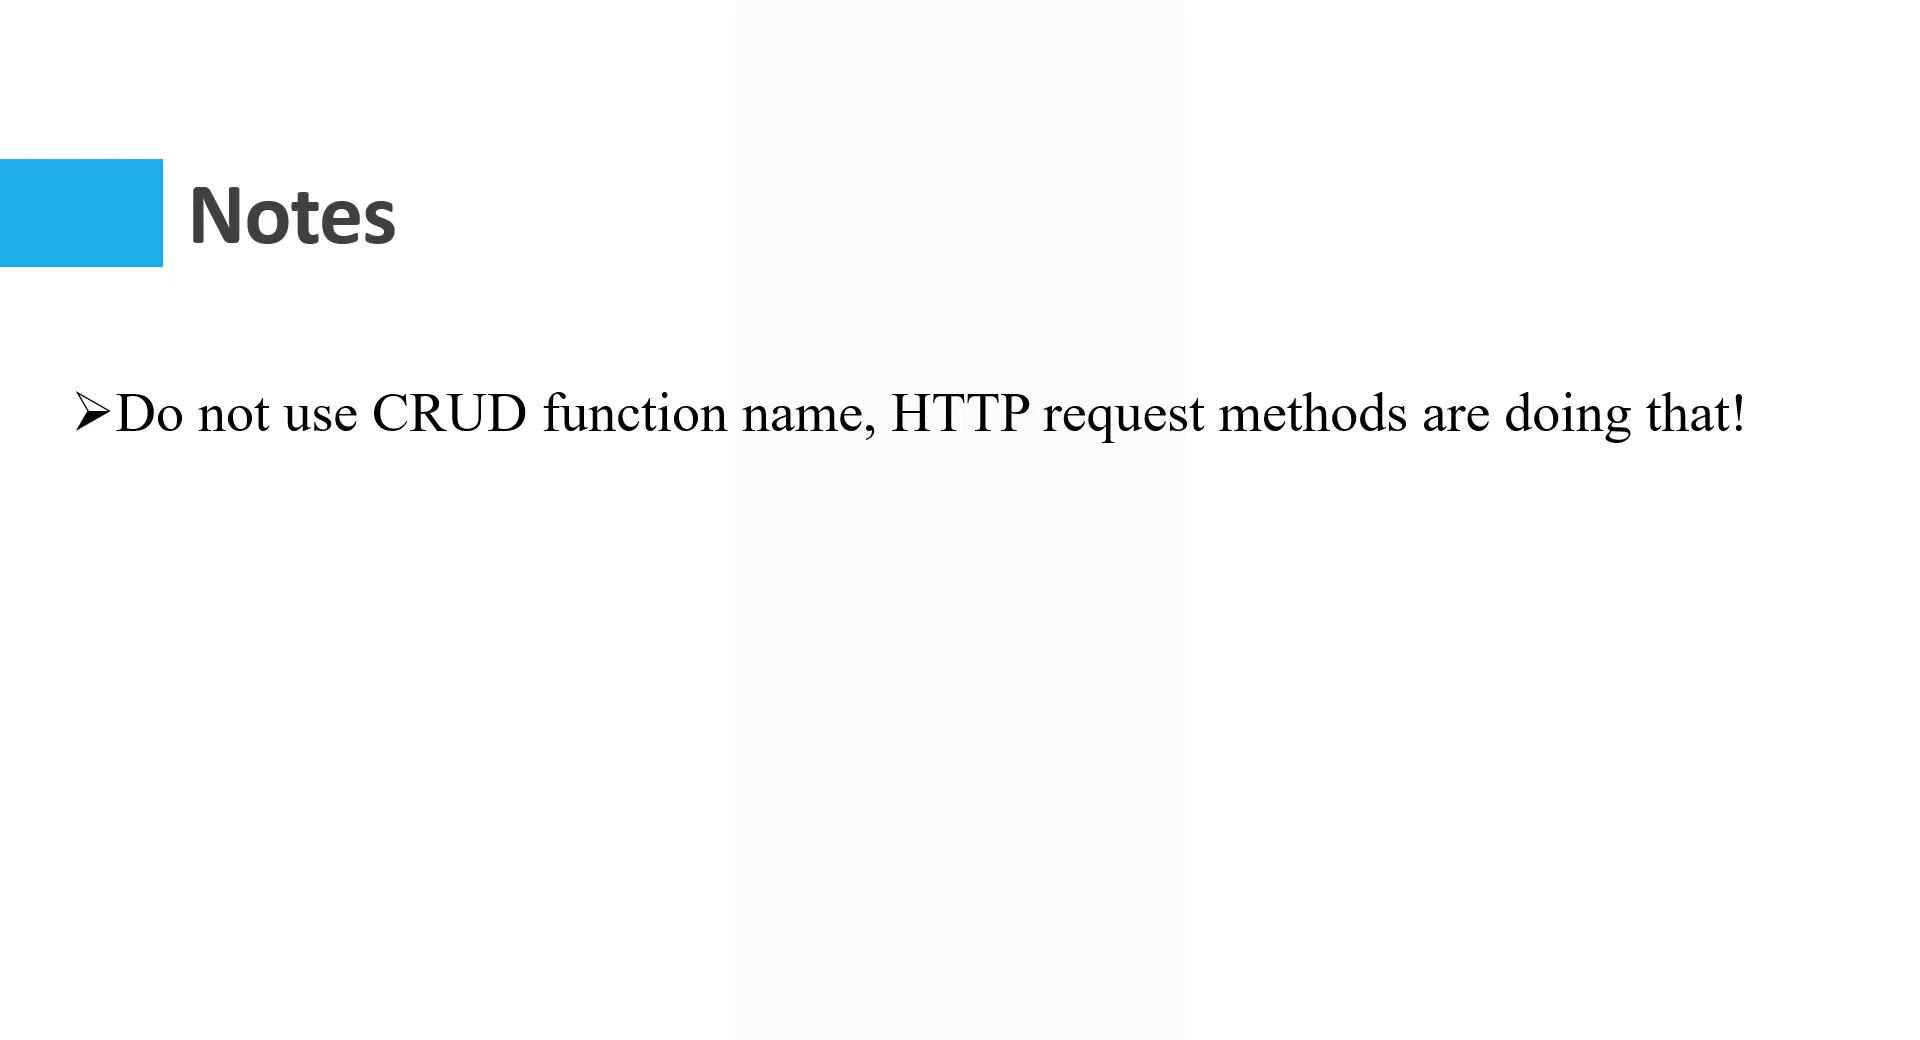 Notes
➢Do not use CRUD function name, HTTP request methods are doing that!